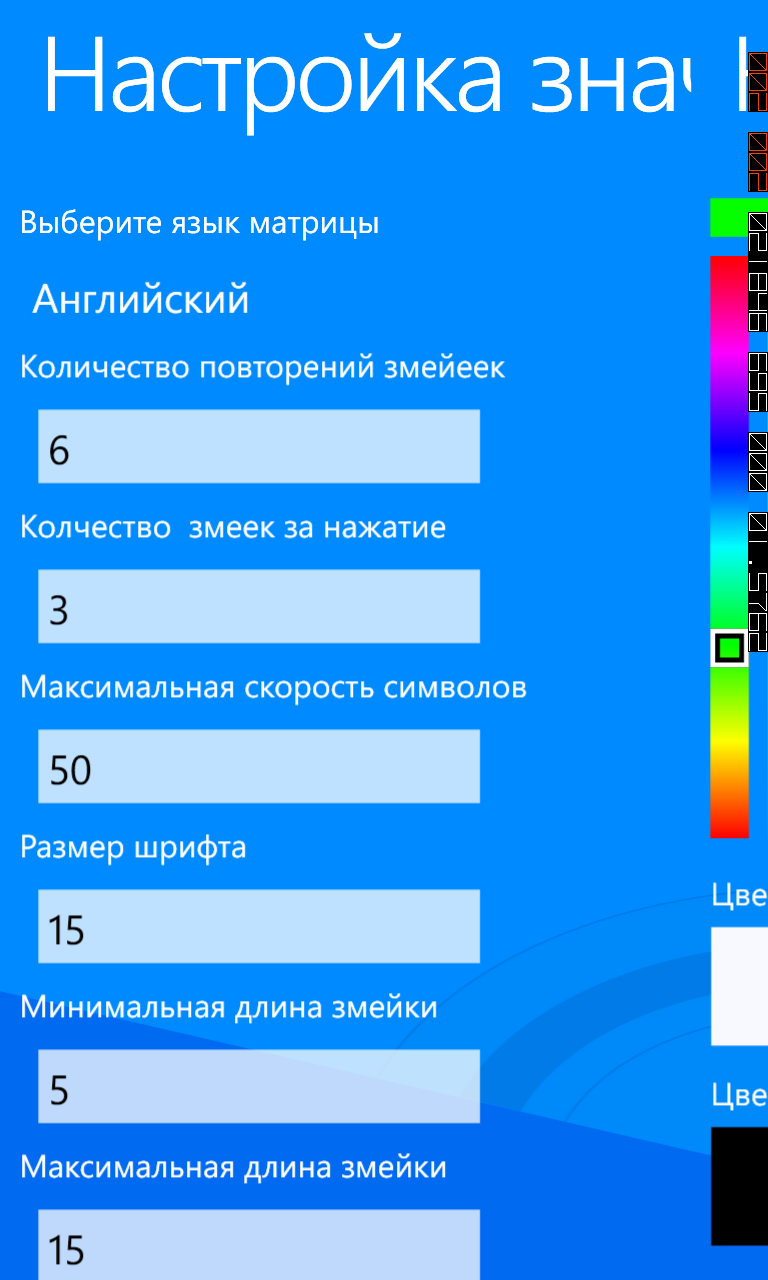 Настройка знач
Выберите язык матрицы
Английский
Количество повторений змейеек
6
Колчество змеек за нажатие
3
Максимальная скорость символов
50
Размер шрифта
15
Минимальная длина змейки
5
Максимальная длина змейки
15
Цве
Цве